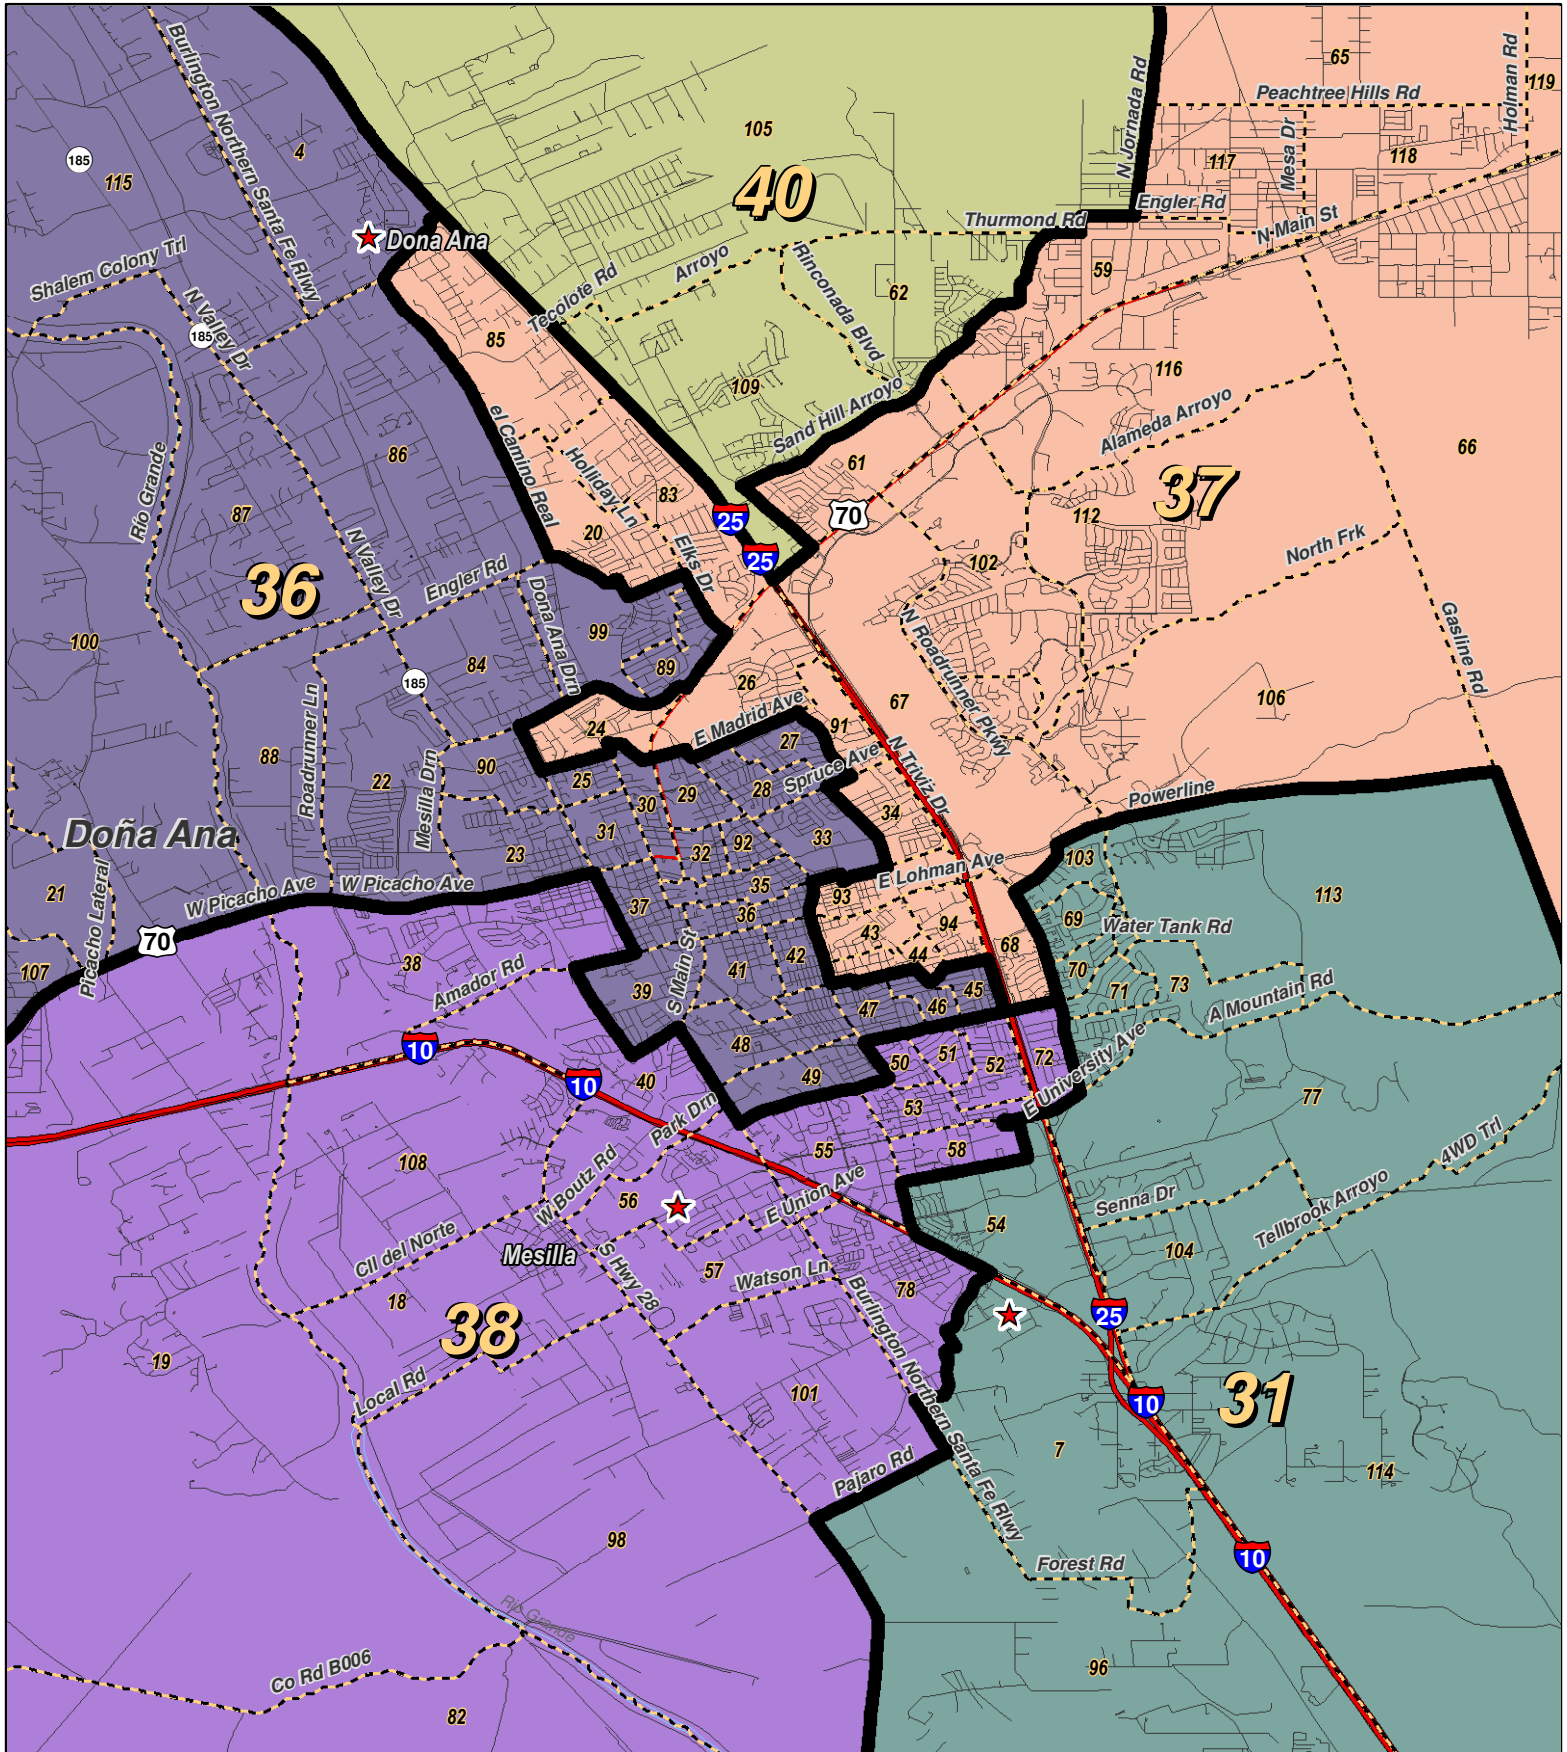 Burlington Northern Santa Fe Rlwy
65
Holman Rd
119
Peachtree Hills Rd
N Jornada Rd
Mesa Dr
105
4
185
115
117
118
40
Engler Rd
Thurmond Rd
N Main St
Dona Ana
Shalem Colony Trl
Arroyo
Rinconada Blvd
59
Tecolote Rd
62
N Valley Dr
185
85
116
109
Sand Hill Arroyo
Alameda Arroyo
el Camino Real
66
86
Holliday Ln
61
37
Rio Grande
83
87
25
70
112
20
North Frk
N Valley Dr
Elks Dr
25
102
36
Engler Rd
Dona Ana Drn
99
N Roadrunner Pkwy
Gasline Rd
100
84
89
185
26
67
106
Roadrunner Ln
E Madrid Ave
24
91
27
88
Mesilla Drn
90
N Triviz Dr
22
25
Spruce Ave
28
29
30
Powerline
34
Doña Ana
31
33
92
32
23
103
E Lohman Ave
W Picacho Ave
W Picacho Ave
35
21
93
113
Picacho Lateral
37
36
69
Water Tank Rd
94
43
70
68
42
44
38
S Main St
41
70
107
Amador Rd
73
39
45
71
A Mountain Rd
46
47
10
48
51
72
E University Ave
50
52
49
10
40
77
Park Drn
53
4WD Trl
55
58
108
W Boutz Rd
56
E Union Ave
Senna Dr
Tellbrook Arroyo
54
Cll del Norte
Mesilla
104
57
Watson Ln
S Hwy 28
78
18
25
38
Burlington Northern Santa Fe Rlwy
19
Local Rd
101
10
31
7
114
Pajaro Rd
98
10
Forest Rd
Rio Grande
Co Rd B006
96
82